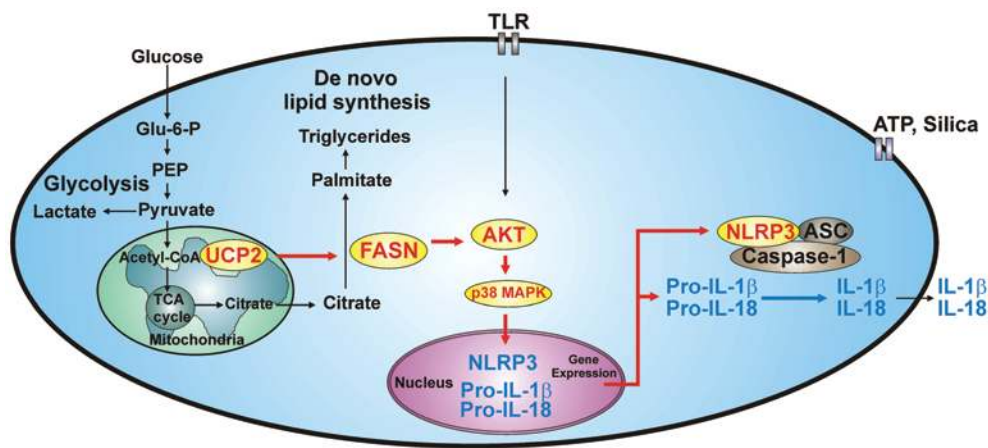 TLR
Glucose
De novo
lipid synthesis
Glu-6-P
Triglycerides
ATP, Silica
PEP
Glycolysis
Palmitate
Lactate
Pyruvate
NLRP3
ASC
Caspase-1
AKT
FASN
Acetyl-CoA
UCP2
p38 MAPK
Pro-IL-1β
Pro-IL-18
IL-1β
IL-18
IL-1β
IL-18
TCA
cycle
Citrate
Citrate
Mitochondria
NLRP3
Gene
Expression
Nucleus
Pro-IL-1β
Pro-IL-18